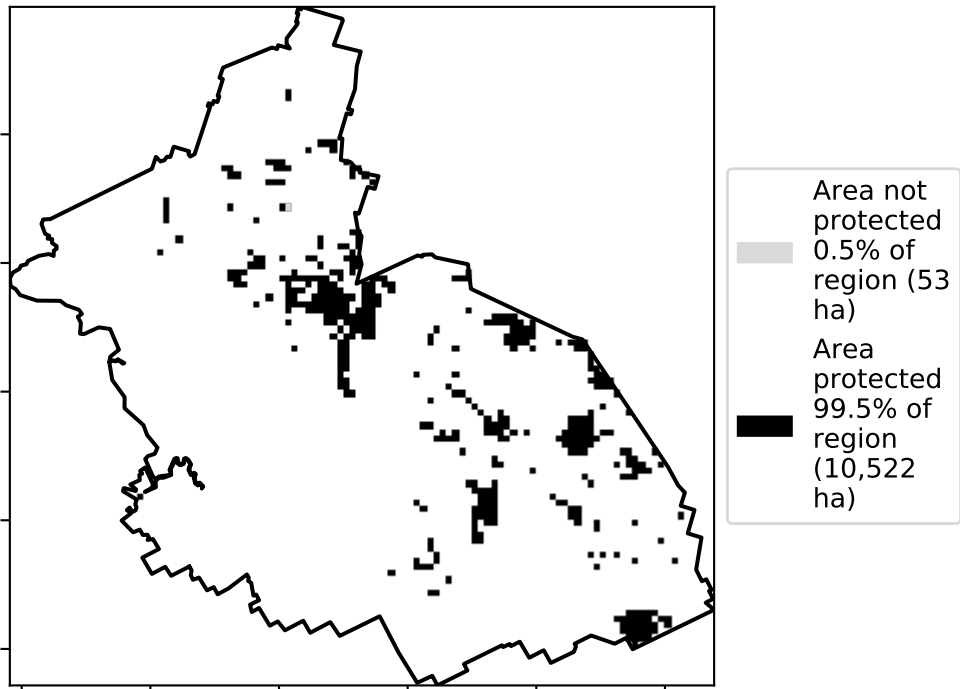 Area not
protected
0.5% of
region (53
ha)
Area
protected
99.5% of
region
(10,522
ha)